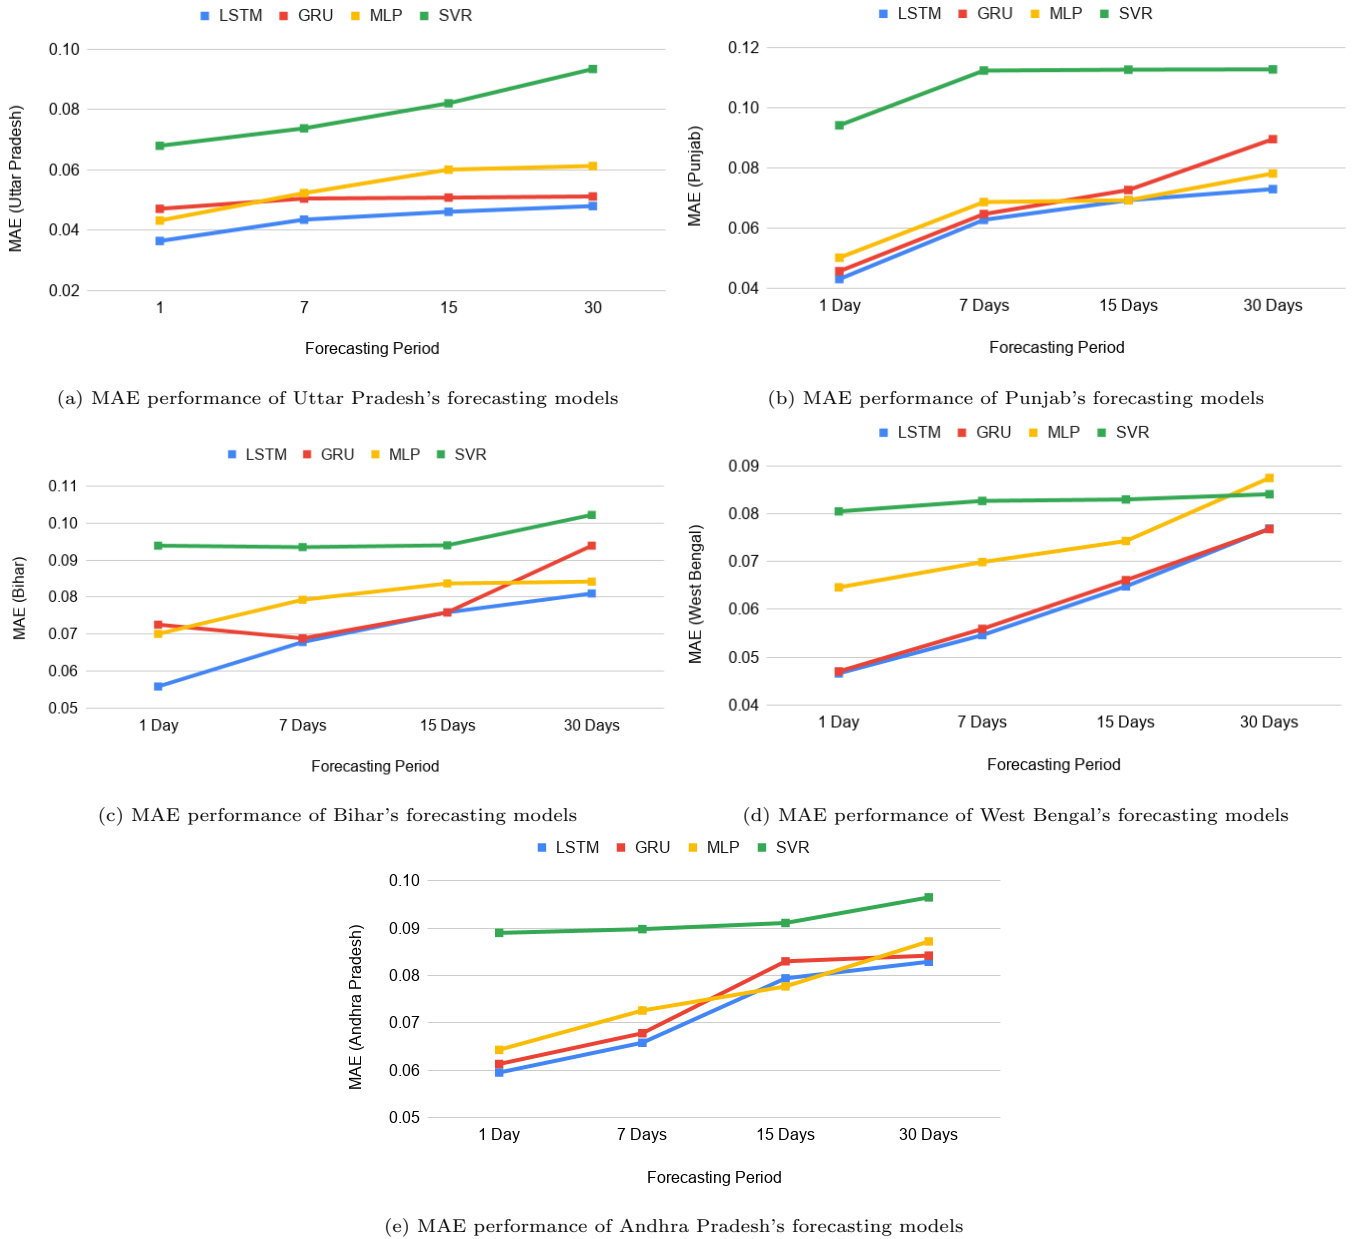 LSTM GRU MLP SVR
0.10
0.08
0.06
0.04
0.02
MAE (Uttar Pradesh)
1 7 15 30
Forecasting Period
(a) MAE performance of Uttar Pradesh's forecasting models
LSTM GRU MLP SVR
0.12
0.10
0.08
0.06
0.04
MAE (Punjab)
1 Day 7 Days 15 Days 30 Days
Forecasting Period
(b) MAE performance of Punjab's forecasting models
LSTM GRU MLP SVR
0.11
0.10
0.09
0.08
0.07
0.06
0.05
MAE (Bihar)
1 Day 7 Days 15 Days 30 Days
Forecasting Period
(c) MAE performance of Bihar's forecasting models
LSTM GRU MLP SVR
0.09
0.08
0.07
0.06
0.05
0.04
MAE (West Bengal)
1 Day 7 Days 15 Days 30 Days
Forecasting Period
(d) MAE performance of West Bengal's forecasting models
LSTM GRU MLP SVR
0.10
0.09
0.08
0.07
0.06
0.05
MAE (Andhra Pradesh)
1 Day 7 Days 15 Days 30 Days
Forecasting Period
(e) MAE performance of Andhra Pradesh's forecasting models